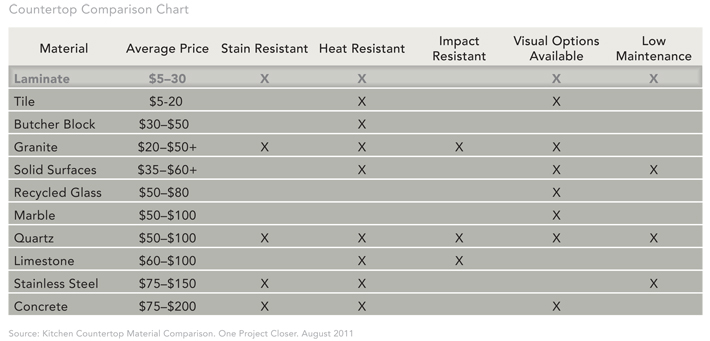 Countertop Comparison Chart
Material Average Price Stain Resistant Heat Resistant Impact Resistant Visual Options Available Low Maintenance
Laminate $5–30 X X X X
Tile $5-20 X X
Butcher Block $30–$50 X
Granite $20–$50+ X X X X
Solid Surfaces $35–$60+ X X X
Recycled Glass $50–$80 X
Marble $50–$100 X
Quartz $50–$100 X X X X X
Limestone $60–$100 X X
Stainless Steel $75–$150 X X X
Concrete $75–$200 X X X
Source: Kitchen Countertop Material Comparison. One Project Closer. August 2011